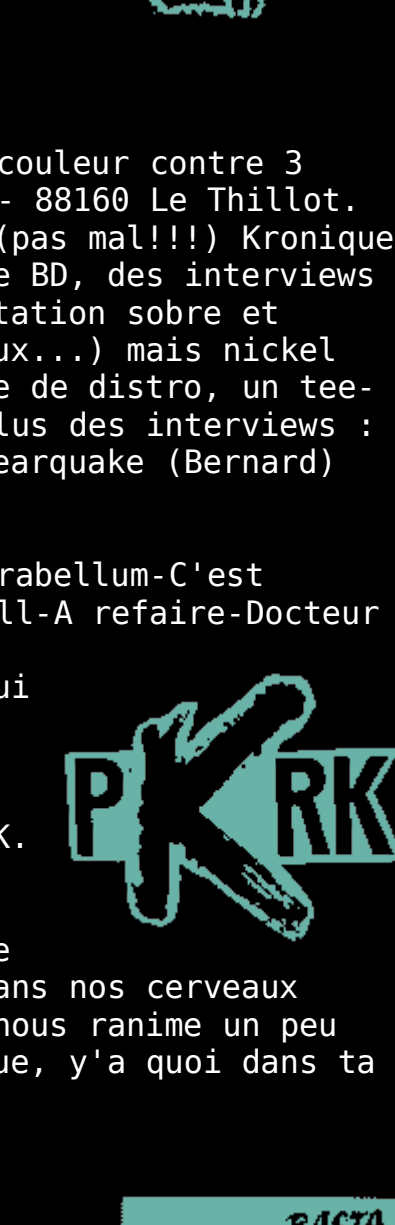 couleur contre 3
- 88160 Le Thillot.
(pas mal!!!) Kronique
e BD, des interviews
tation sobre et
ux...) mais nickel
e de distro, un tee-
lus des interviews :
earquake (Bernard)
rabellum-C'est
ll-A refaire-Docteur
ui
PKRK
K.
e
ans nos cerveaux
nous ranime un peu
ue, y'a quoi dans ta